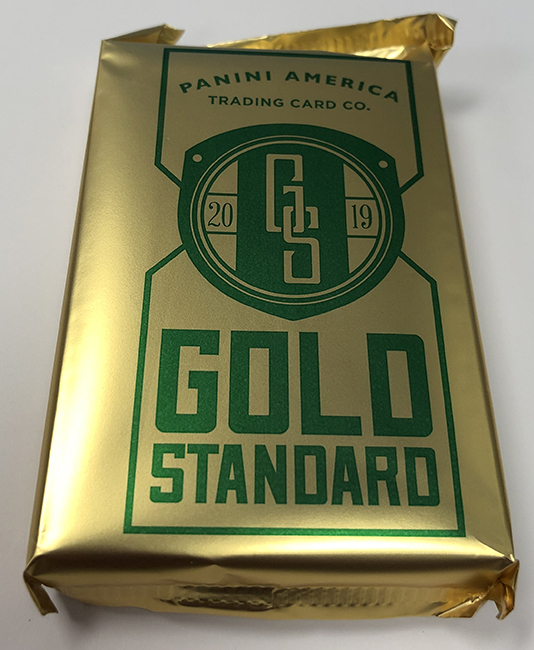 PANINI AMERICA
TRADING CARD CO.
GS
20 19
GOLD
STANDARD